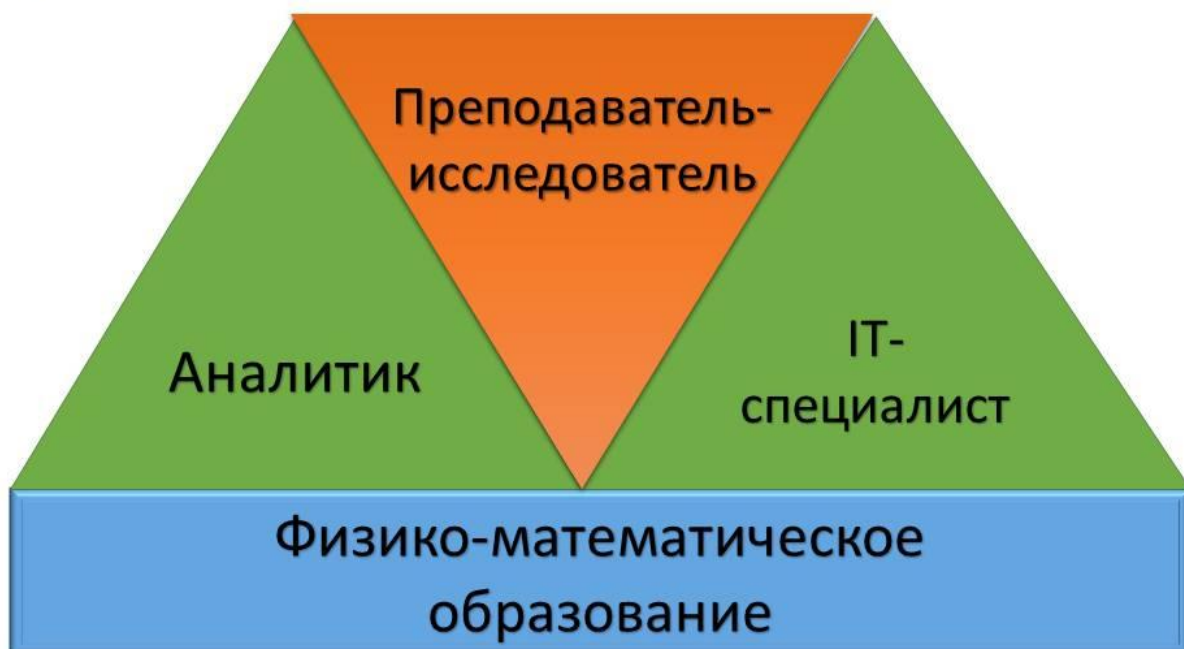 Преподаватель-
исследователь
Аналитик
IT-
специалист
Физико-математическое
образование